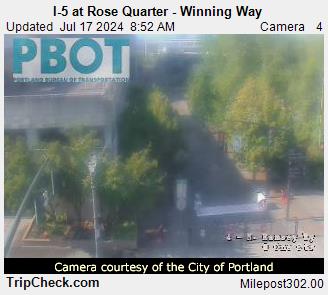 I-5 at Rose Quarter - Winning Way
Updated Jul 17 2024 8:52 AM Camera 4
PBOT
PORTLAND BUREAU OF TRANSPORTATION
Camera courtesy of the City of Portland
TripCheck.com Milepost302.00